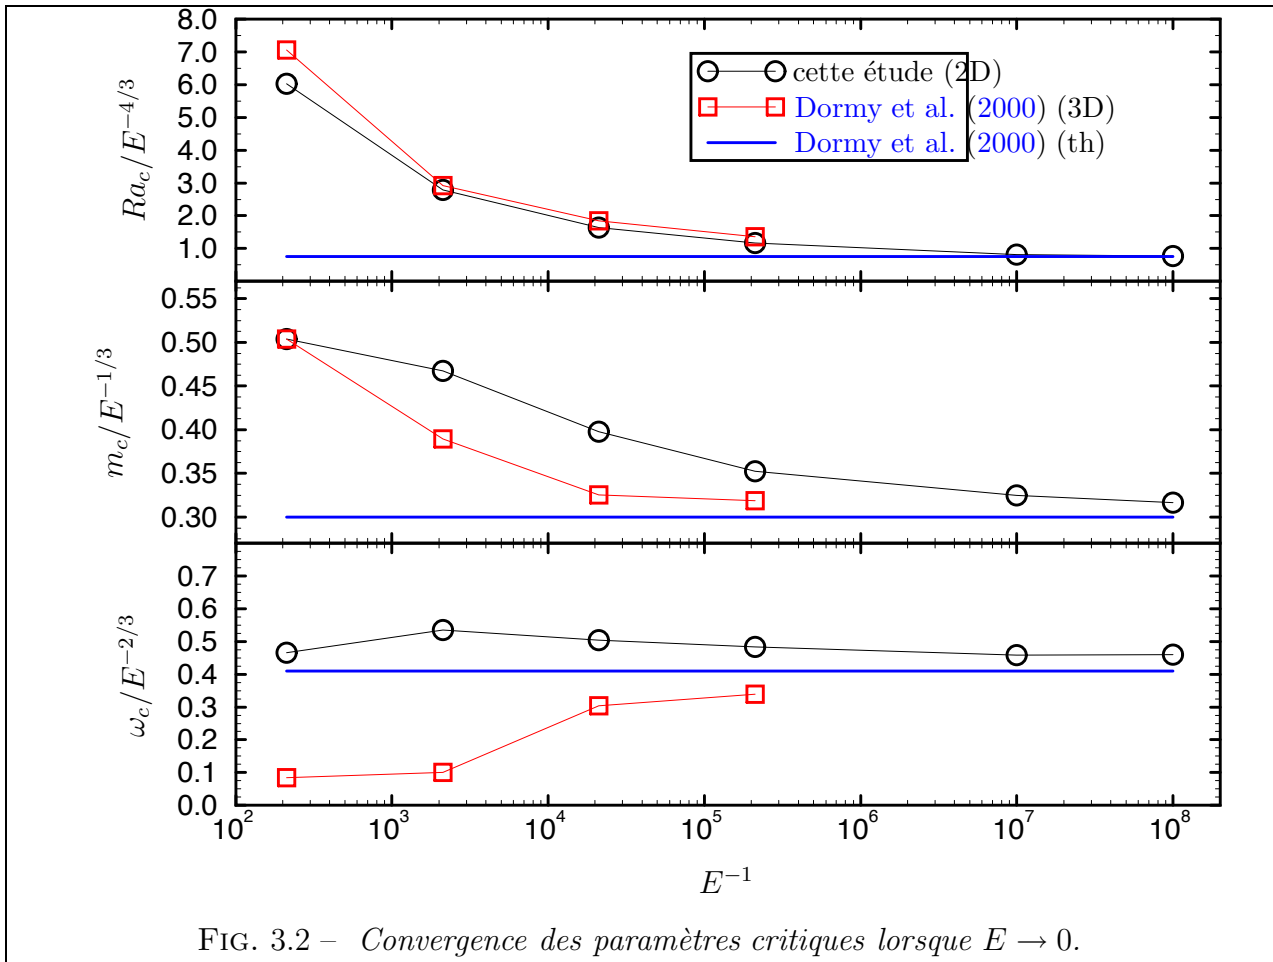 8.0
7.0
6.0
5.0
4.0
3.0
2.0
1.0
Ra_c/E^{-4/3}
cette étude (2D)
Dormy et al. (2000) (3D)
Dormy et al. (2000) (th)
0.55
0.50
0.45
0.40
0.35
0.30
m_c/E^{-1/3}
0.7
0.6
0.5
0.4
0.3
0.2
0.1
0.0
ω_c/E^{-2/3}
10^2 10^3 10^4 10^5 10^6 10^7 10^8
E^{-1}
FIG. 3.2 – Convergence des paramètres critiques lorsque E → 0.